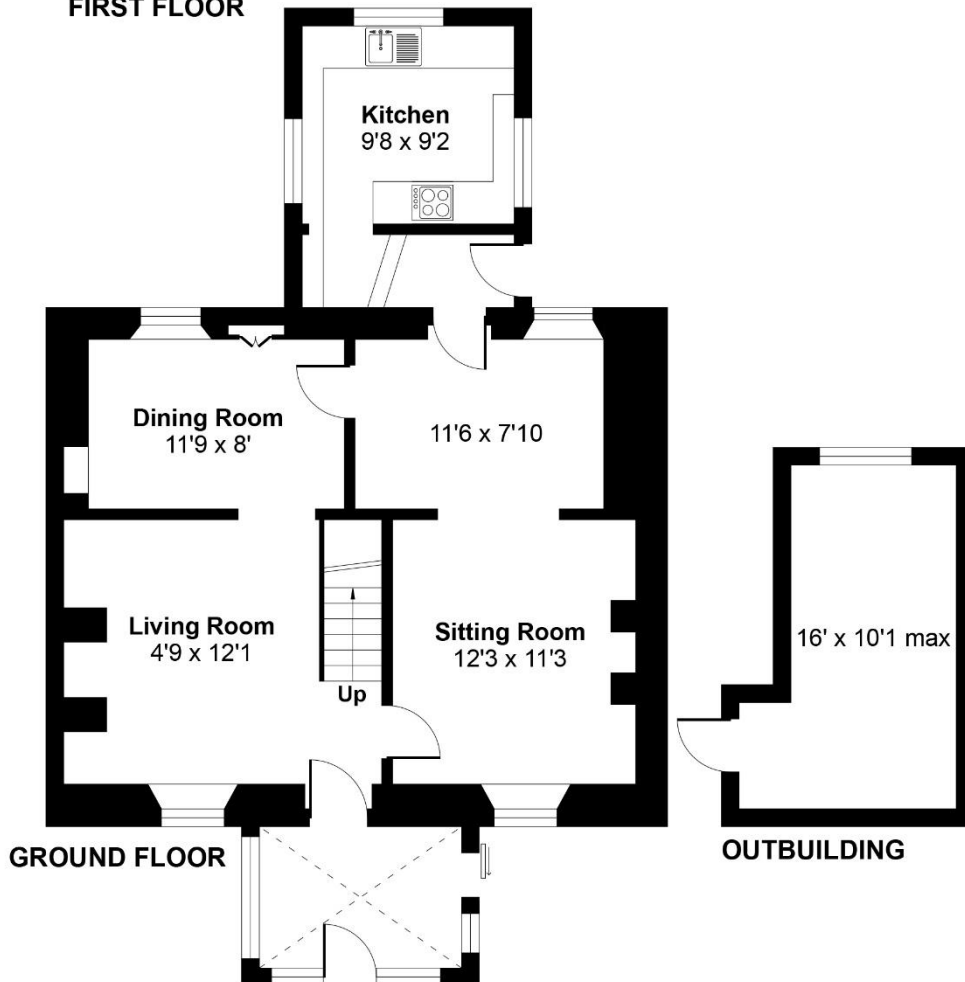 FIRST FLOOR
Kitchen
9'8 x 9'2
Dining Room
11'9 x 8'
11'6 x 7'10
Living Room
4'9 x 12'1
Sitting Room
12'3 x 11'3
16' x 10'1 max
Up
GROUND FLOOR
OUTBUILDING